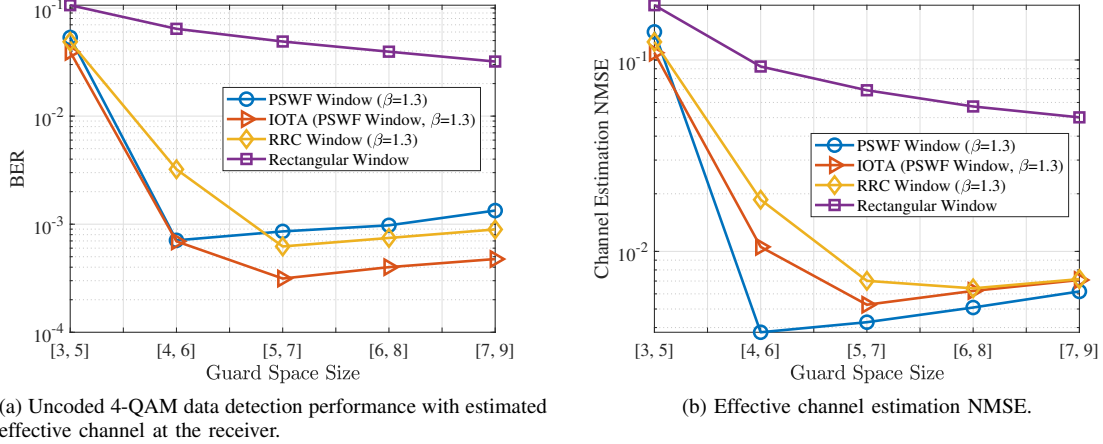 10^-1
10^-2
10^-3
10^-4
BER
PSWF Window (β=1.3)
IOTA (PSWF Window, β=1.3)
RRC Window (β=1.3)
Rectangular Window
[3, 5] [4, 6] [5, 7] [6, 8] [7, 9]
Guard Space Size
(a) Uncoded 4-QAM data detection performance with estimated
effective channel at the receiver.
10^-1
10^-2
Channel Estimation NMSE
PSWF Window (β=1.3)
IOTA (PSWF Window, β=1.3)
RRC Window (β=1.3)
Rectangular Window
[3, 5] [4, 6] [5, 7] [6, 8] [7, 9]
Guard Space Size
(b) Effective channel estimation NMSE.